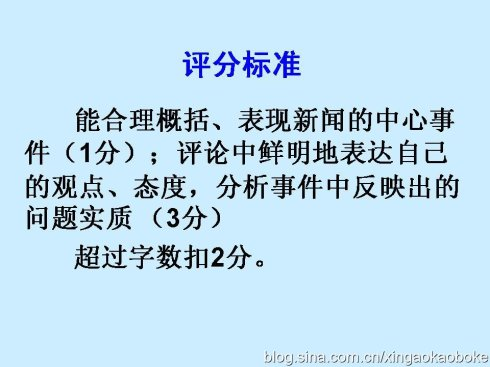 评分标准
能合理概括、表现新闻的中心事
件（1分）；评论中鲜明地表达自己
的观点、态度，分析事件中反映出的
问题实质 （3分）
超过字数扣2分。
blog.sina.com.cn/xingaokaoboke